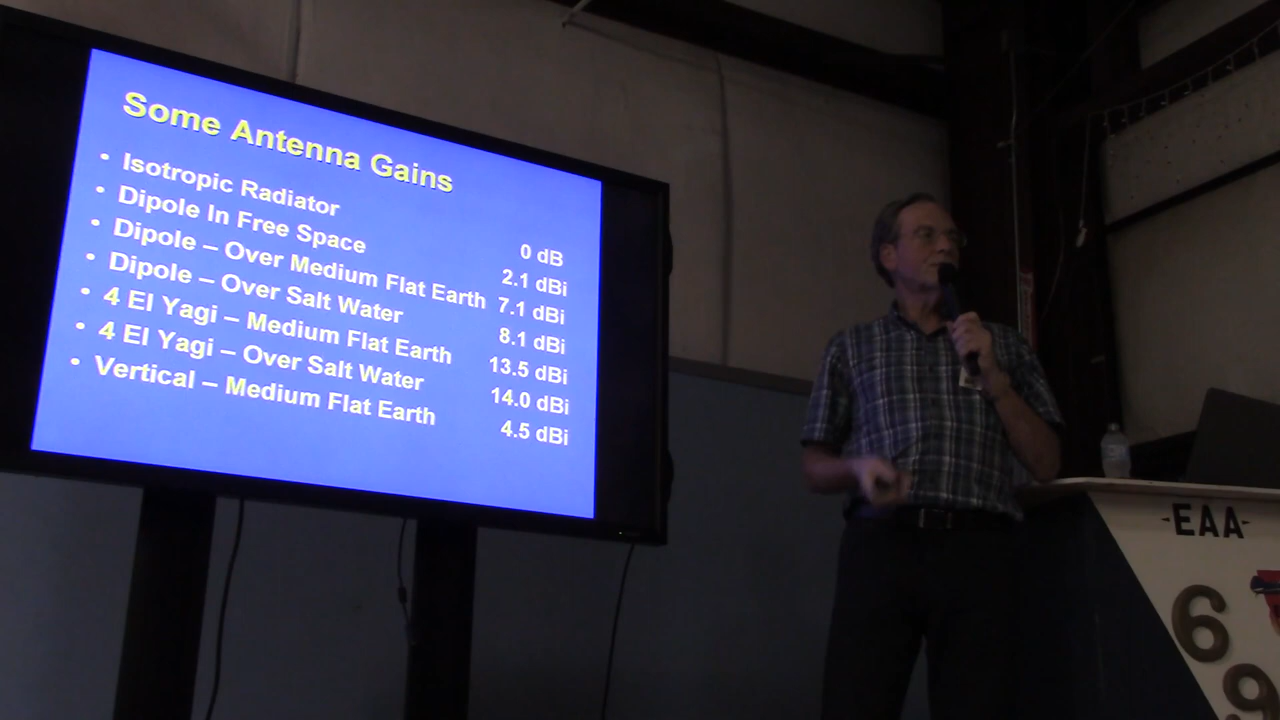 Some Antenna Gains
• Isotropic Radiator 0 dB
• Dipole In Free Space 2.1 dBi
• Dipole – Over Medium Flat Earth 7.1 dBi
• Dipole – Over Salt Water 8.1 dBi
• 4 El Yagi – Medium Flat Earth 13.5 dBi
• 4 El Yagi – Over Salt Water 14.0 dBi
• Vertical – Medium Flat Earth 4.5 dBi
-EAA-
6
9